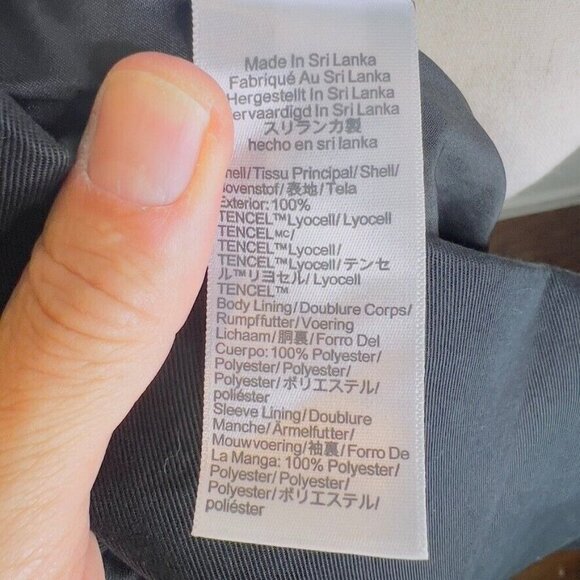 Made In Sri Lanka
Fabriqué Au Sri Lanka
Hergestellt In Sri Lanka
ervaardigd In Sri Lanka
スリランカ製
hecho en sri lanka
hell/Tissu Principal/Shell/
ovenstof/表地/Tela
Exterior: 100%
TENCEL™Lyocell/ Lyocell
TENCELᴹᶜ/
TENCEL™Lyocell/
TENCEL™Lyocell/テンセ
ル™リヨセル/ Lyocell
TENCEL™
Body Lining/Doublure Corps/
Rumpffutter/Voering
Lichaam/胴裏/Forro Del
Cuerpo: 100% Polyester/
Polyester/ Polyester/
Polyester/ポリエステル/
poliéster
Sleeve Lining/Doublure
Manche/Ärmelfutter/
Mouwvoering/袖裏/Forro De
La Manga: 100% Polyester/
Polyester/ Polyester/
Polyester/ポリエステル/
poliéster